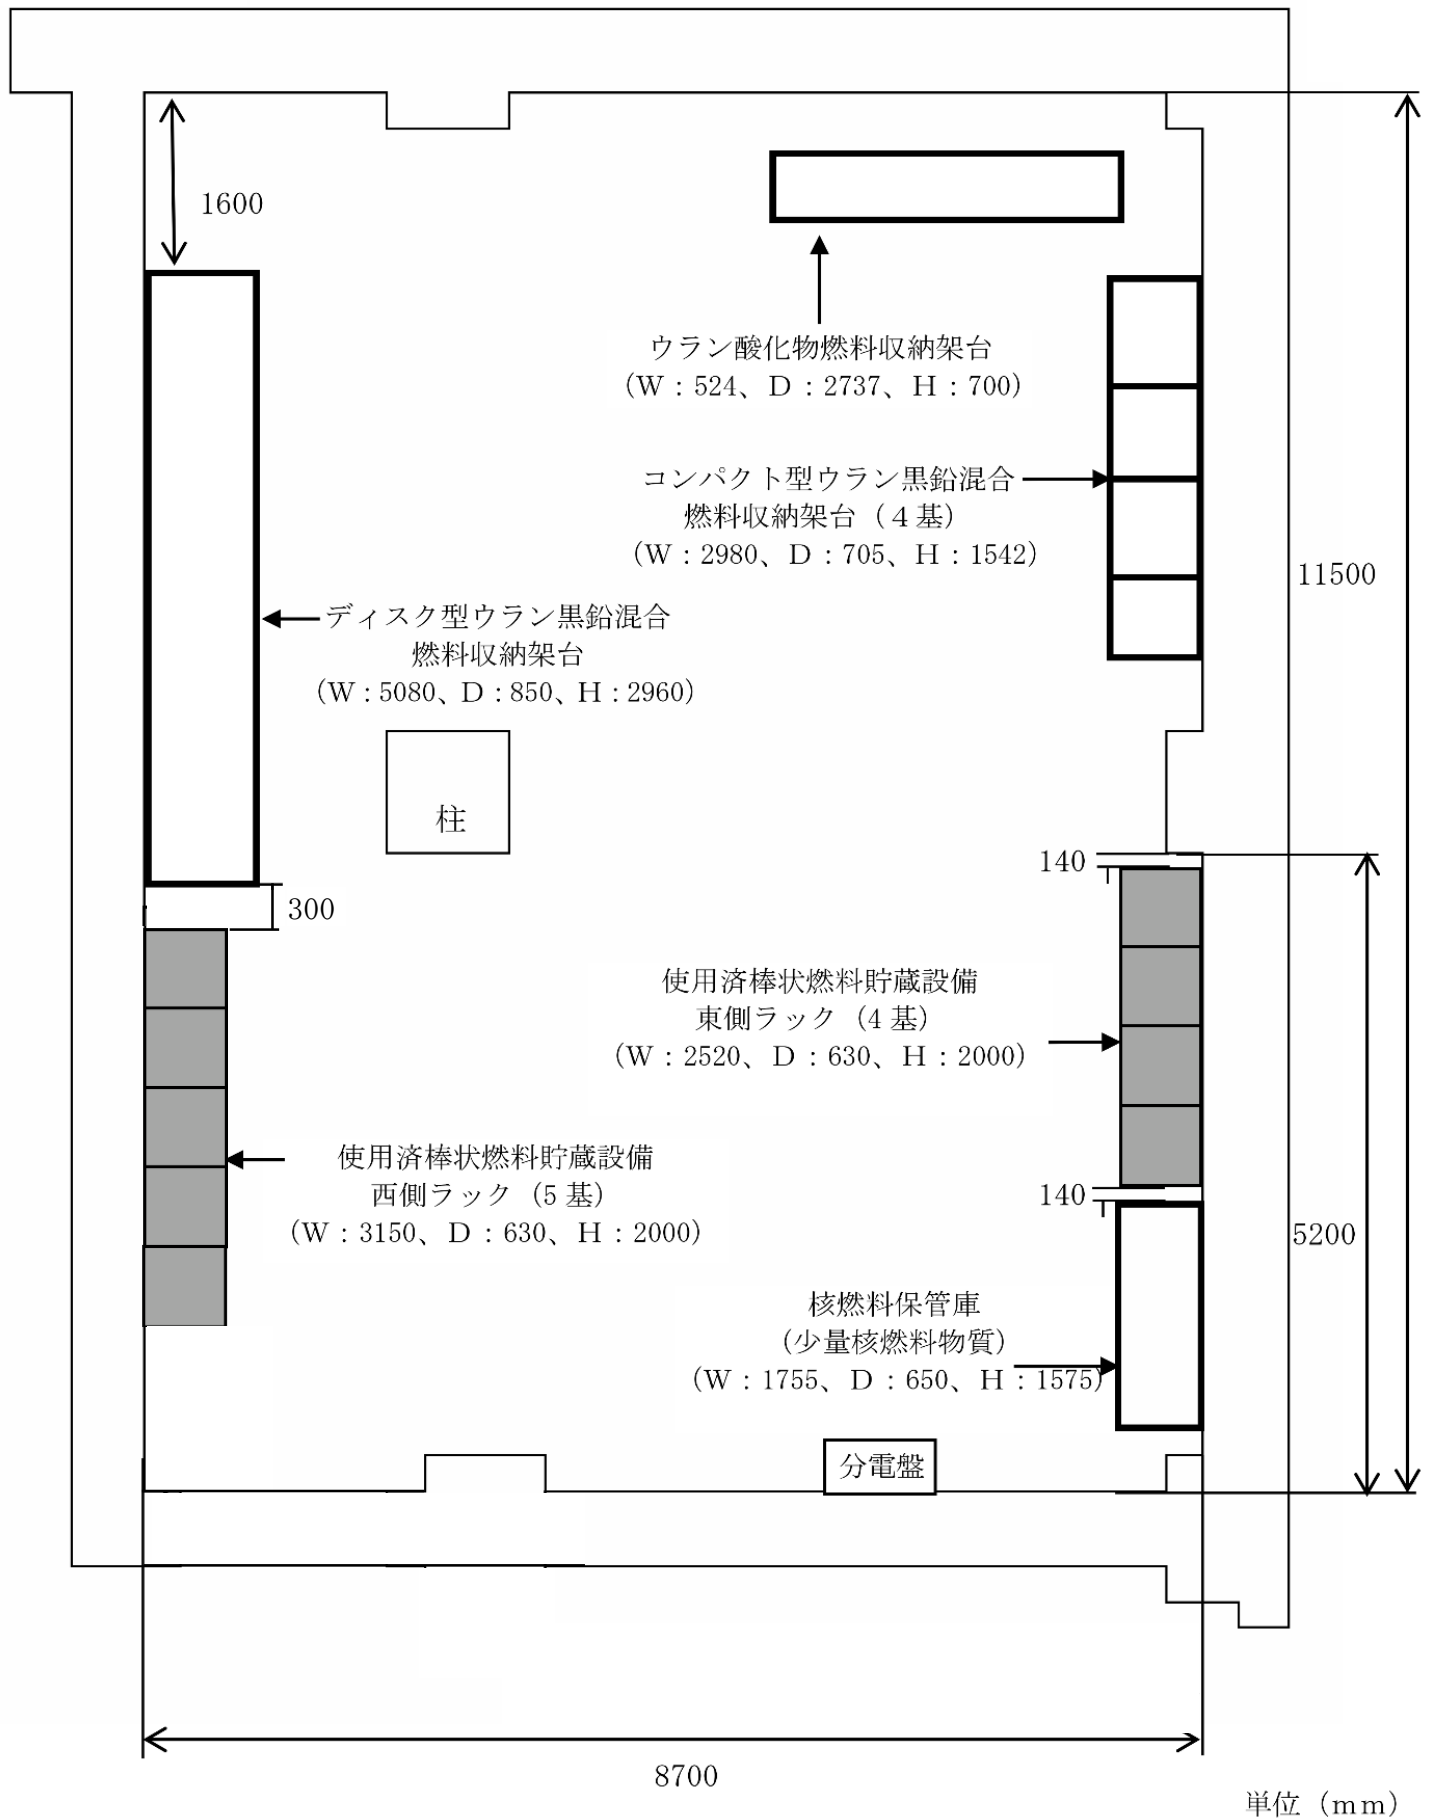 1600
ウラン酸化物燃料収納架台
（W：524、D：2737、H：700）
コンパクト型ウラン黒鉛混合
燃料収納架台（４基）
（W：2980、D：705、H：1542）
11500
ディスク型ウラン黒鉛混合
燃料収納架台
（W：5080、D：850、H：2960）
柱
140
300
使用済棒状燃料貯蔵設備
東側ラック（4 基）
（W：2520、D：630、H：2000）
使用済棒状燃料貯蔵設備
西側ラック（5 基）
（W：3150、D：630、H：2000）
140
5200
核燃料保管庫
（少量核燃料物質）
（W：1755、D：650、H：1575）
分電盤
8700
単位（ｍｍ）